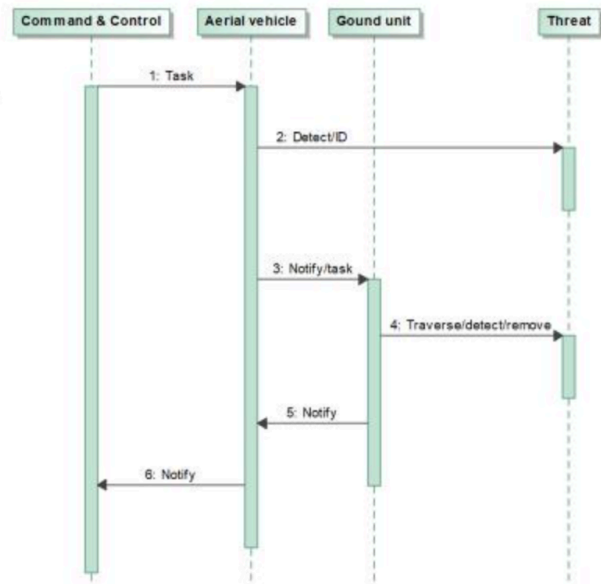 Command & Control
Aerial vehicle
Gound unit
Threat
1: Task
2: Detect/ID
3: Notify/task
4: Traverse/detect/remove
5: Notify
6: Notify